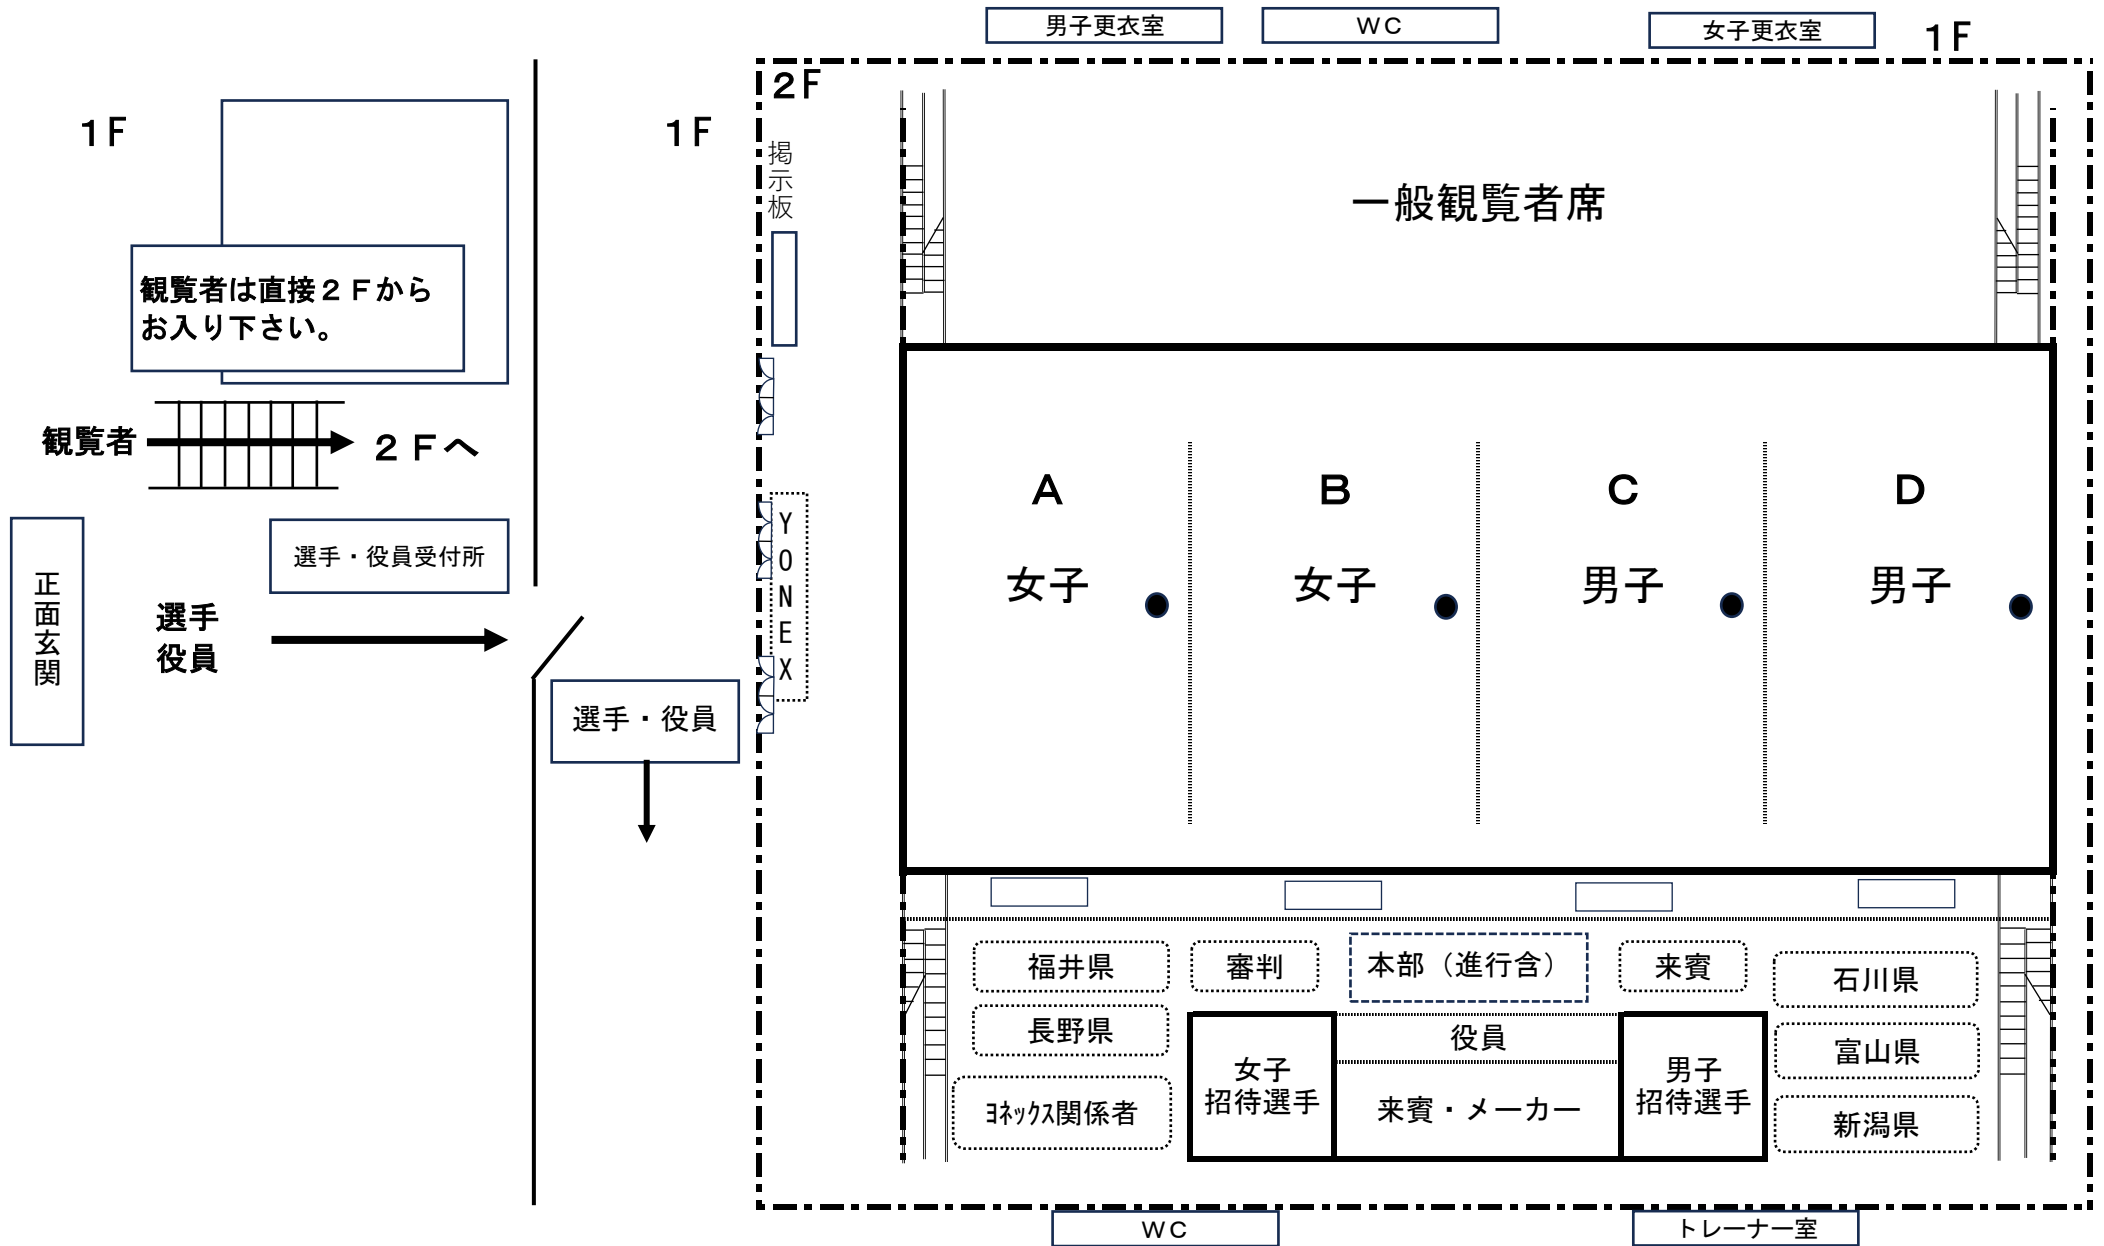 男子更衣室
ＷＣ
女子更衣室
１Ｆ
２Ｆ
１Ｆ
１Ｆ
掲示板
一般観覧者席
観覧者は直接２Ｆから
お入り下さい。
観覧者
２Ｆへ
A
B
C
D
ＹＯＮＥＸ
正面玄関
選手・役員受付所
女子
女子
男子
男子
選手
役員
選手・役員
福井県
審判
本部（進行含）
来賓
石川県
長野県
役員
富山県
女子
招待選手
男子
招待選手
ﾖﾈｯｸｽ関係者
来賓・メーカー
新潟県
ＷＣ
トレーナー室